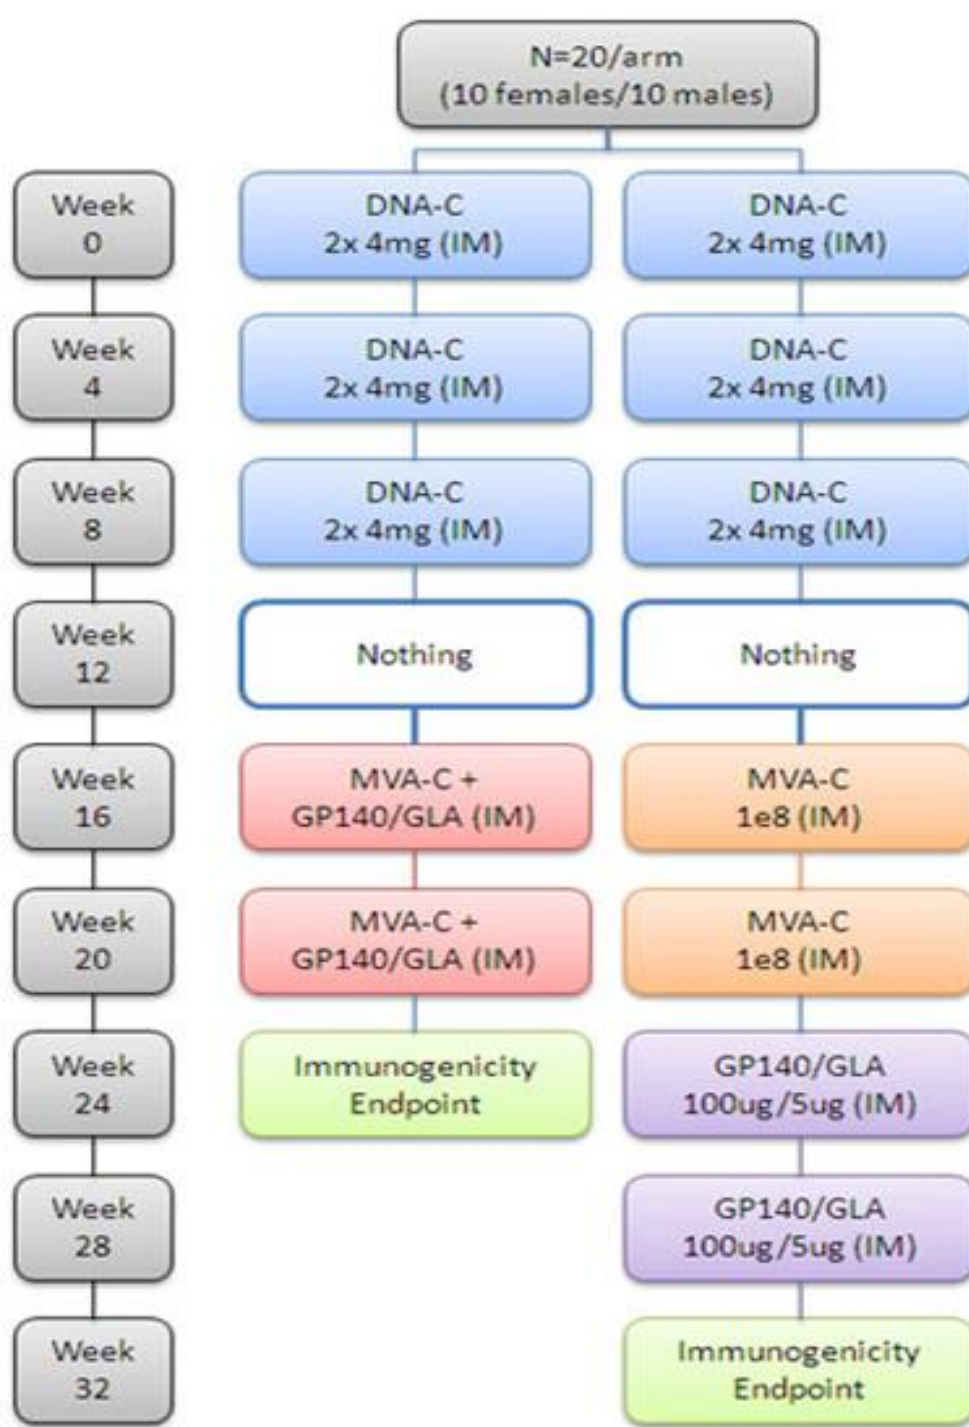 N=20/arm
(10 females/10 males)
Week
0
DNA-C
2x 4mg (IM)
DNA-C
2x 4mg (IM)
Week
4
DNA-C
2x 4mg (IM)
DNA-C
2x 4mg (IM)
Week
8
DNA-C
2x 4mg (IM)
DNA-C
2x 4mg (IM)
Week
12
Nothing
Nothing
Week
16
MVA-C +
GP140/GLA (IM)
MVA-C
1e8 (IM)
Week
20
MVA-C +
GP140/GLA (IM)
MVA-C
1e8 (IM)
Week
24
Immunogenicity
Endpoint
GP140/GLA
100ug/5ug (IM)
Week
28
GP140/GLA
100ug/5ug (IM)
Week
32
Immunogenicity
Endpoint